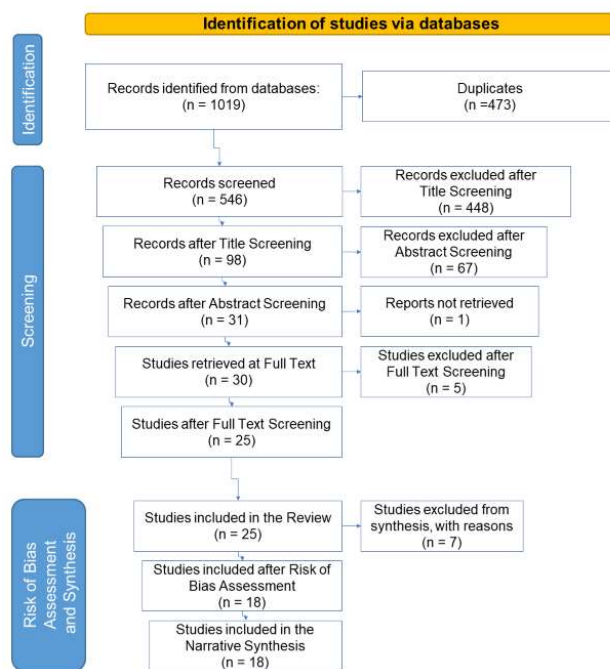 Identification of studies via databases
Identification
Records identified from databases:
(n = 1019)
Duplicates
(n =473)
Screening
Records screened
(n = 546)
Records excluded after
Title Screening
(n = 448)
Records after Title Screening
(n = 98)
Records excluded after
Abstract Screening
(n = 67)
Records after Abstract Screening
(n = 31)
Reports not retrieved
(n = 1)
Studies retrieved at Full Text
(n = 30)
Studies excluded after
Full Text Screening
(n = 5)
Studies after Full Text Screening
(n = 25)
Risk of Bias
Assessment
and Synthesis
Studies included in the Review
(n = 25)
Studies excluded from
synthesis, with reasons
(n = 7)
Studies included after Risk of
Bias Assessment
(n = 18)
Studies included in the
Narrative Synthesis
(n = 18)